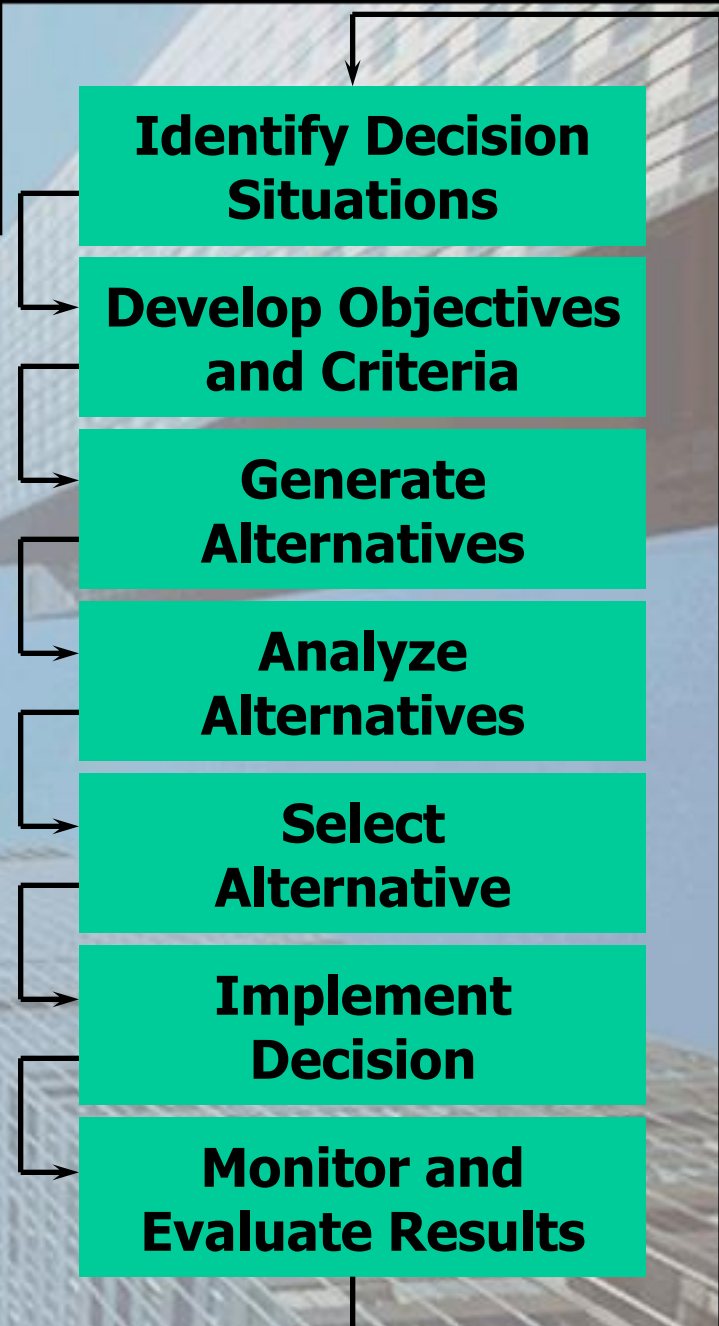 Identify Decision
Situations
Develop Objectives
and Criteria
Generate
Alternatives
Analyze
Alternatives
Select
Alternative
Implement
Decision
Monitor and
Evaluate Results